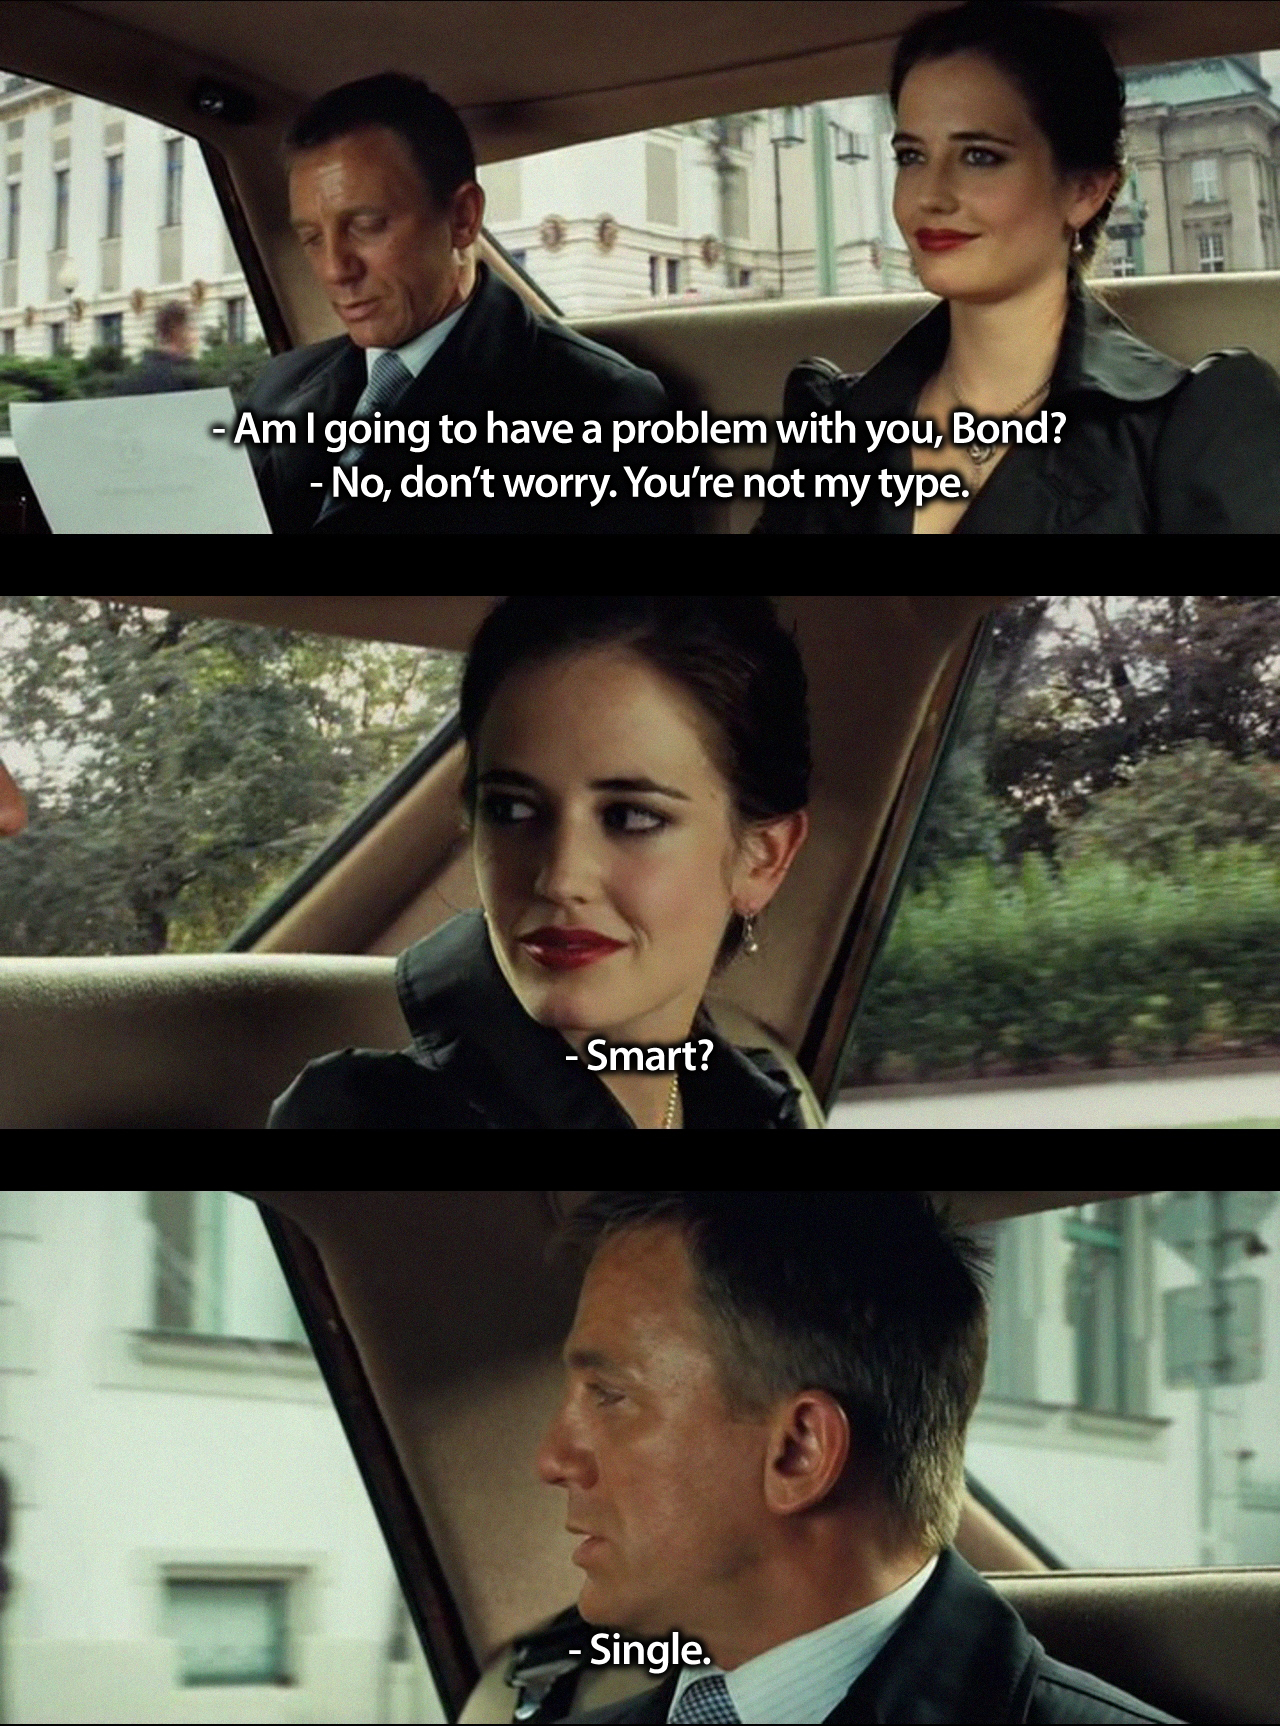 - Am I going to have a problem with you, Bond?
- No, don't worry. You're not my type.
- Smart?
- Single.